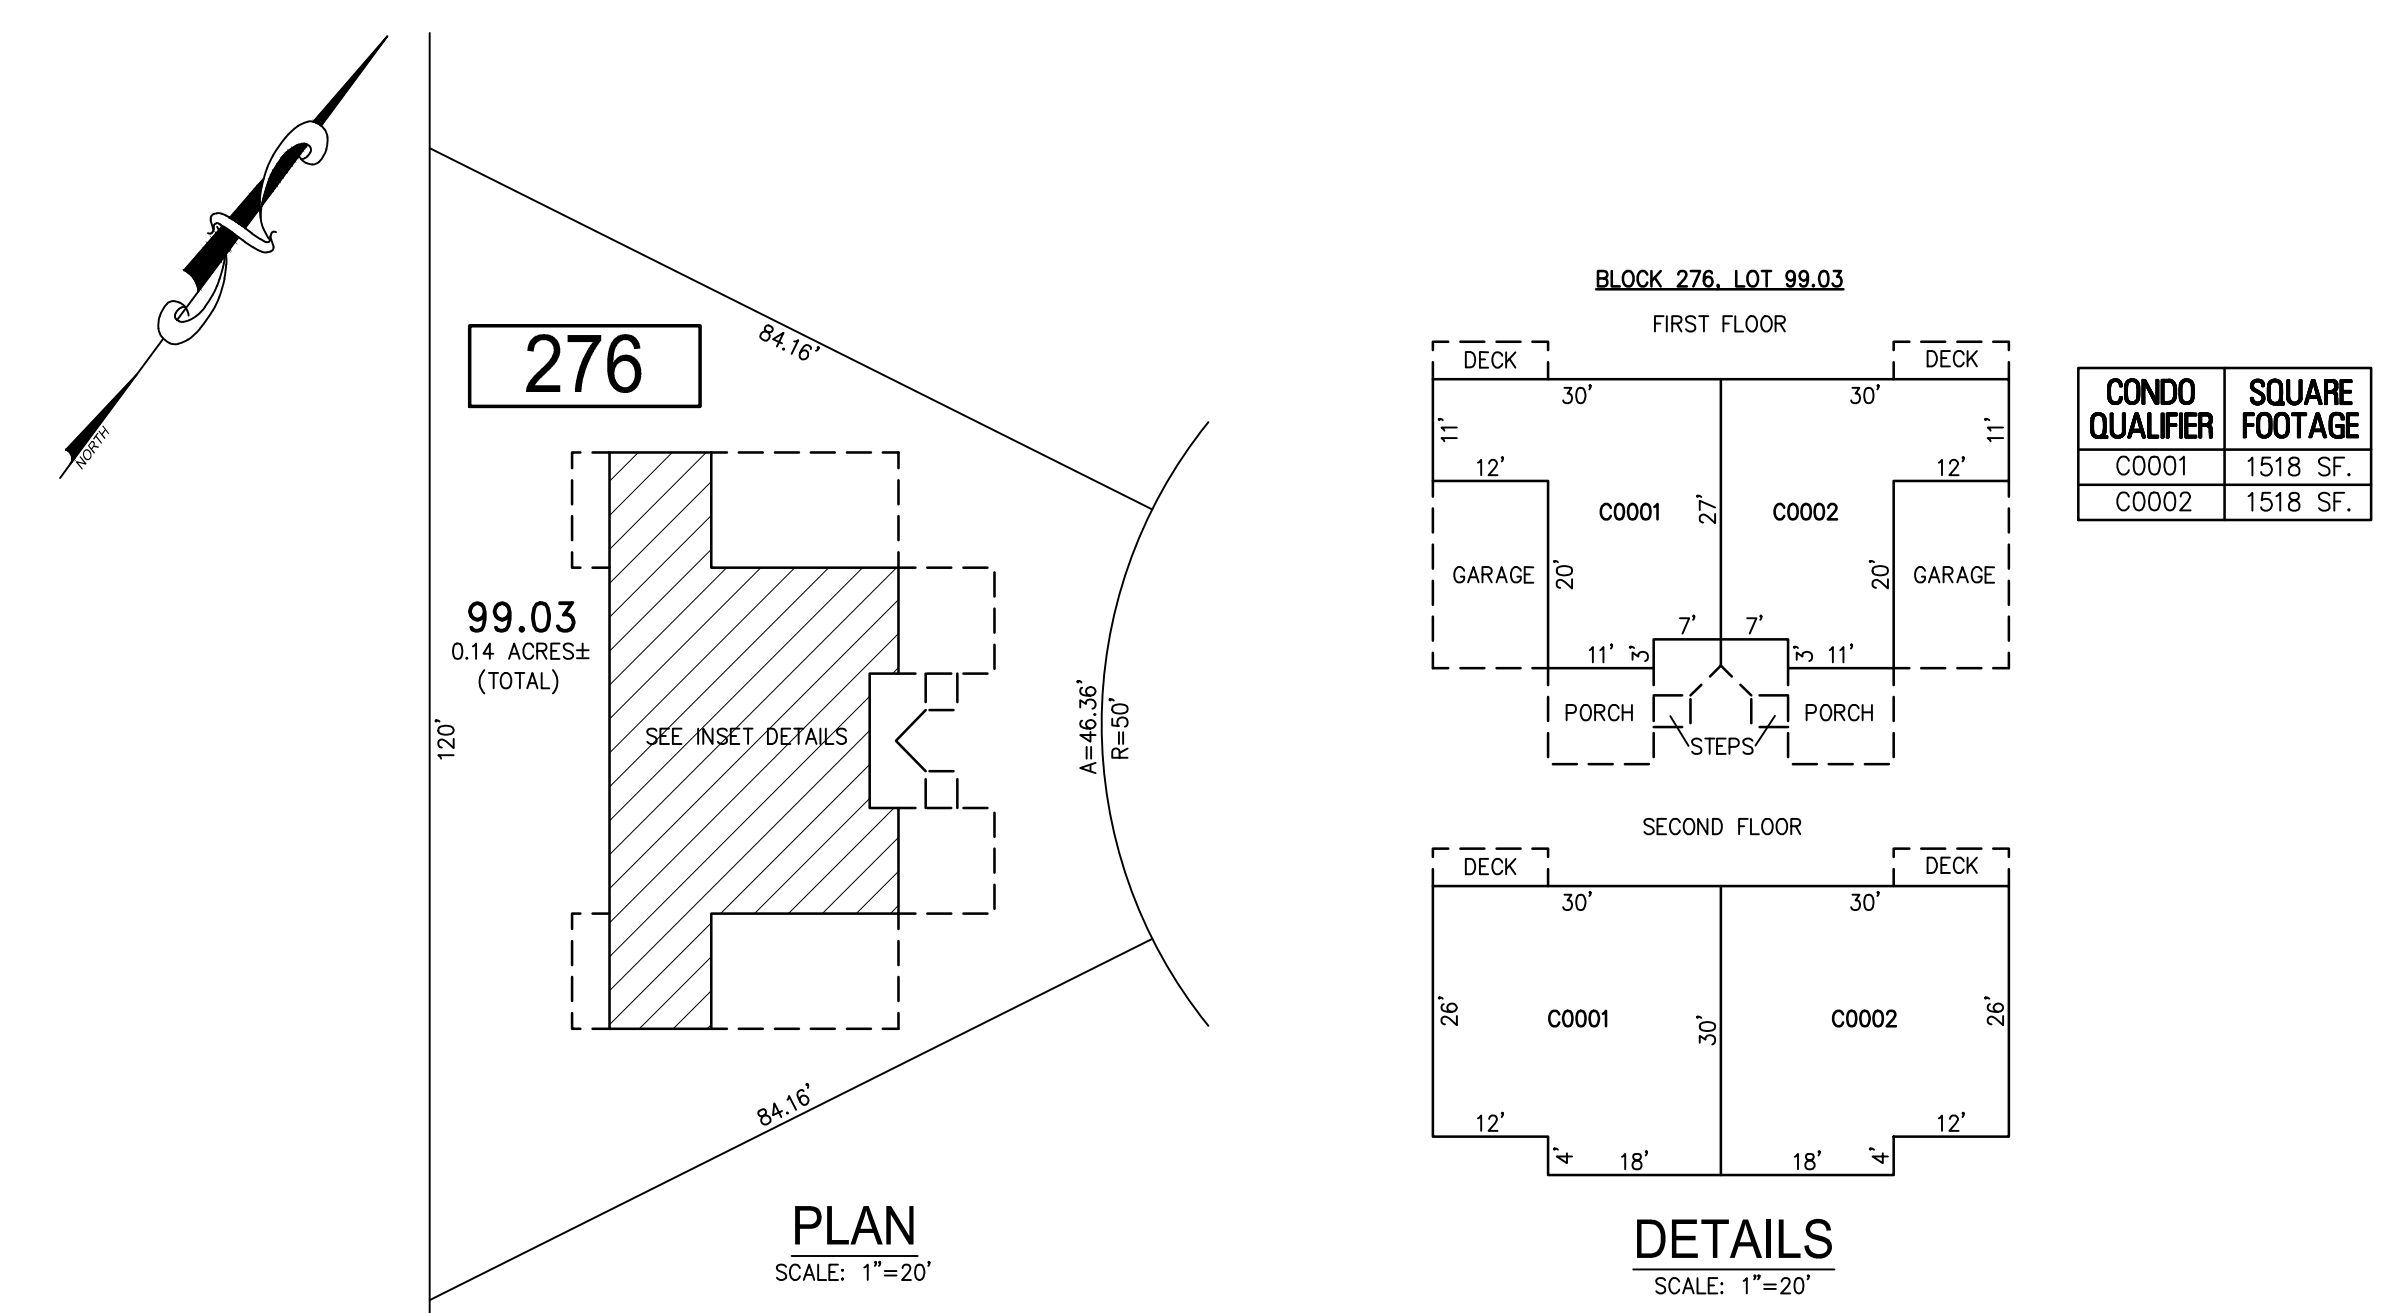 NORTH
276
84.16'
99.03
0.14 ACRES±
(TOTAL)
120'
SEE INSET DETAILS
A=46.36'
R=50'
84.16'
PLAN
SCALE: 1"=20'
BLOCK 276, LOT 99.03
FIRST FLOOR
DECK DECK
30' 30'
11' 11'
12' 12'
C0001 27' C0002
GARAGE 20' 20' GARAGE
7' 7'
11' 3' 3' 11'
PORCH PORCH
STEPS
SECOND FLOOR
DECK DECK
30' 30'
26' C0001 30' C0002 26'
12' 12'
4' 18' 18' 4'
DETAILS
SCALE: 1"=20'
CONDO QUALIFIER SQUARE FOOTAGE
C0001 1518 SF.
C0002 1518 SF.